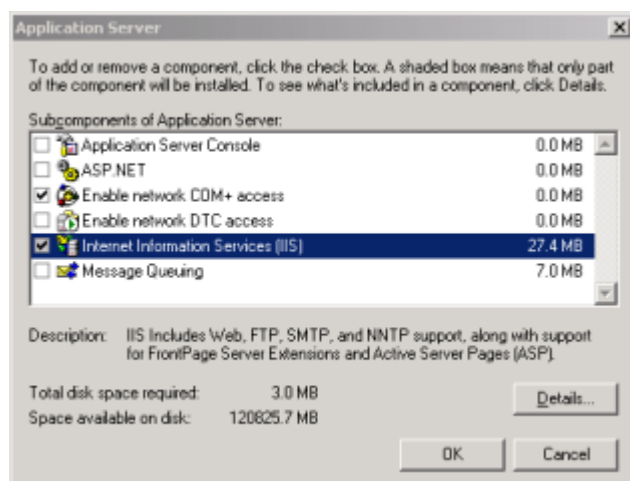 Application Server
To add or remove a component, click the check box. A shaded box means that only part
of the component will be installed. To see what's included in a component, click Details.
Subcomponents of Application Server:
Application Server Console 0.0 MB
ASP.NET 0.0 MB
Enable network COM+ access 0.0 MB
Enable network DTC access 0.0 MB
Internet Information Services (IIS) 27.4 MB
Message Queuing 7.0 MB
Description: IIS Includes Web, FTP, SMTP, and NNTP support, along with support
for FrontPage Server Extensions and Active Server Pages (ASP).
Total disk space required: 3.0 MB
Details...
Space available on disk: 120825.7 MB
OK Cancel